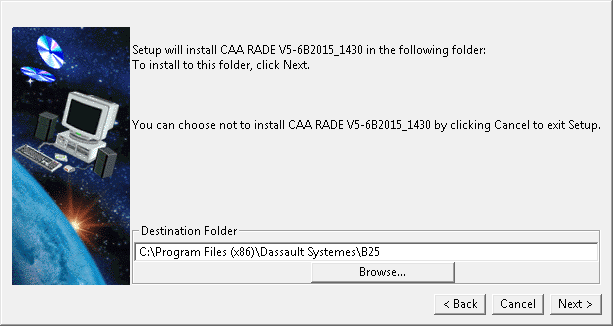 Setup will install CAA RADE V5-6B2015_1430 in the following folder:
To install to this folder, click Next.
You can choose not to install CAA RADE V5-6B2015_1430 by clicking Cancel to exit Setup.
Destination Folder
C:\Program Files (x86)\Dassault Systemes\B25
Browse...
< Back Cancel Next >